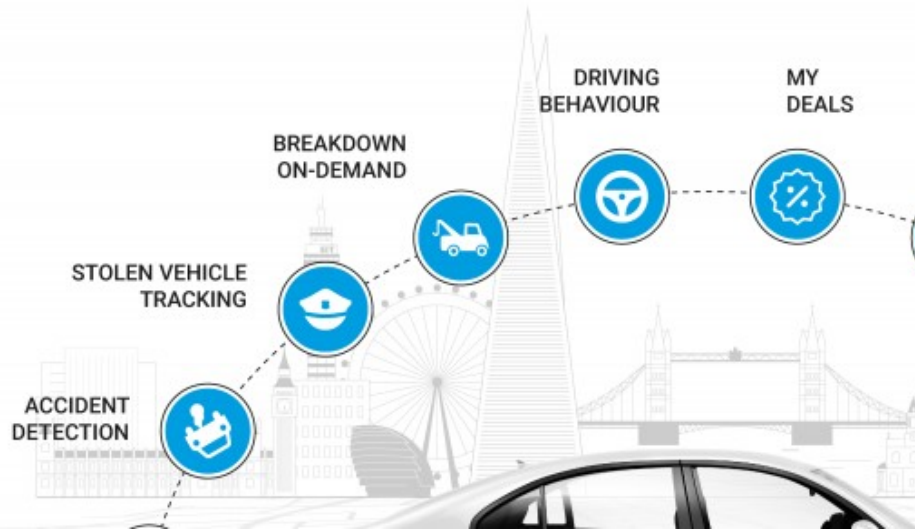 DRIVING
BEHAVIOUR
MY
DEALS
BREAKDOWN
ON-DEMAND
STOLEN VEHICLE
TRACKING
ACCIDENT
DETECTION